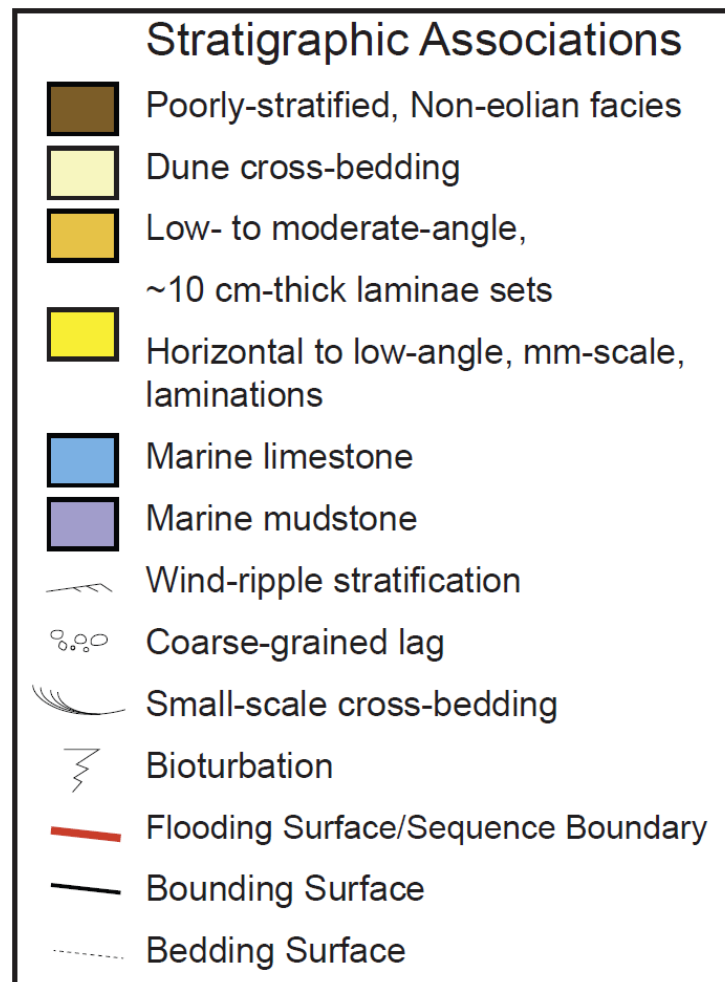 Stratigraphic Associations
Poorly-stratified, Non-eolian facies
Dune cross-bedding
Low- to moderate-angle,
~10 cm-thick laminae sets
Horizontal to low-angle, mm-scale,
laminations
Marine limestone
Marine mudstone
Wind-ripple stratification
Coarse-grained lag
Small-scale cross-bedding
Bioturbation
Flooding Surface/Sequence Boundary
Bounding Surface
Bedding Surface